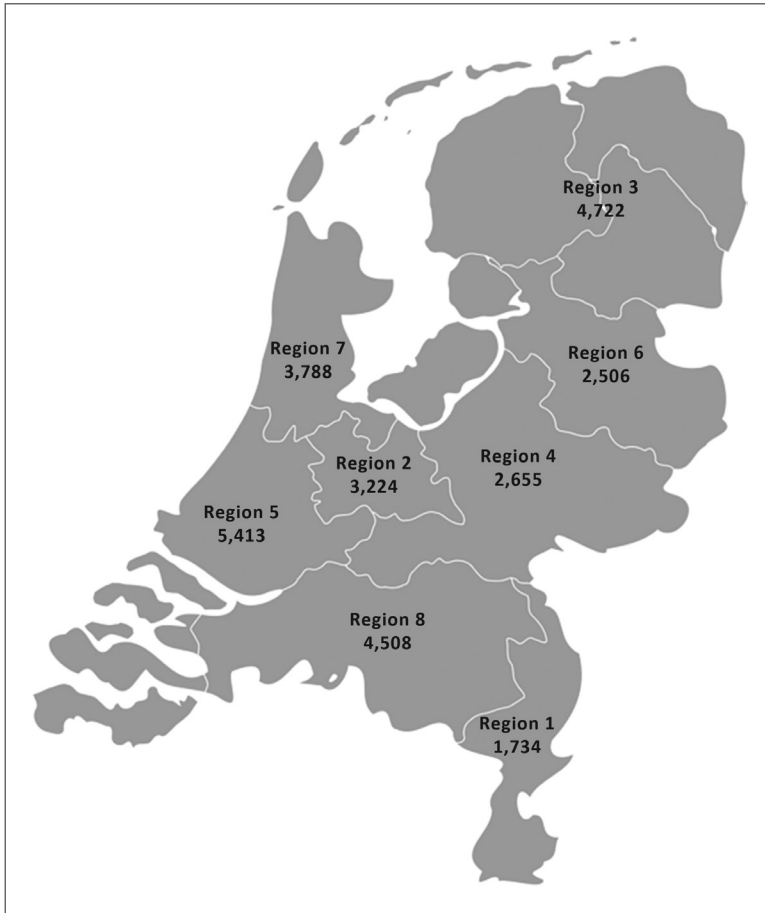 Region 3
4,722
Region 7
3,788
Region 6
2,506
Region 2
3,224
Region 4
2,655
Region 5
5,413
Region 8
4,508
Region 1
1,734